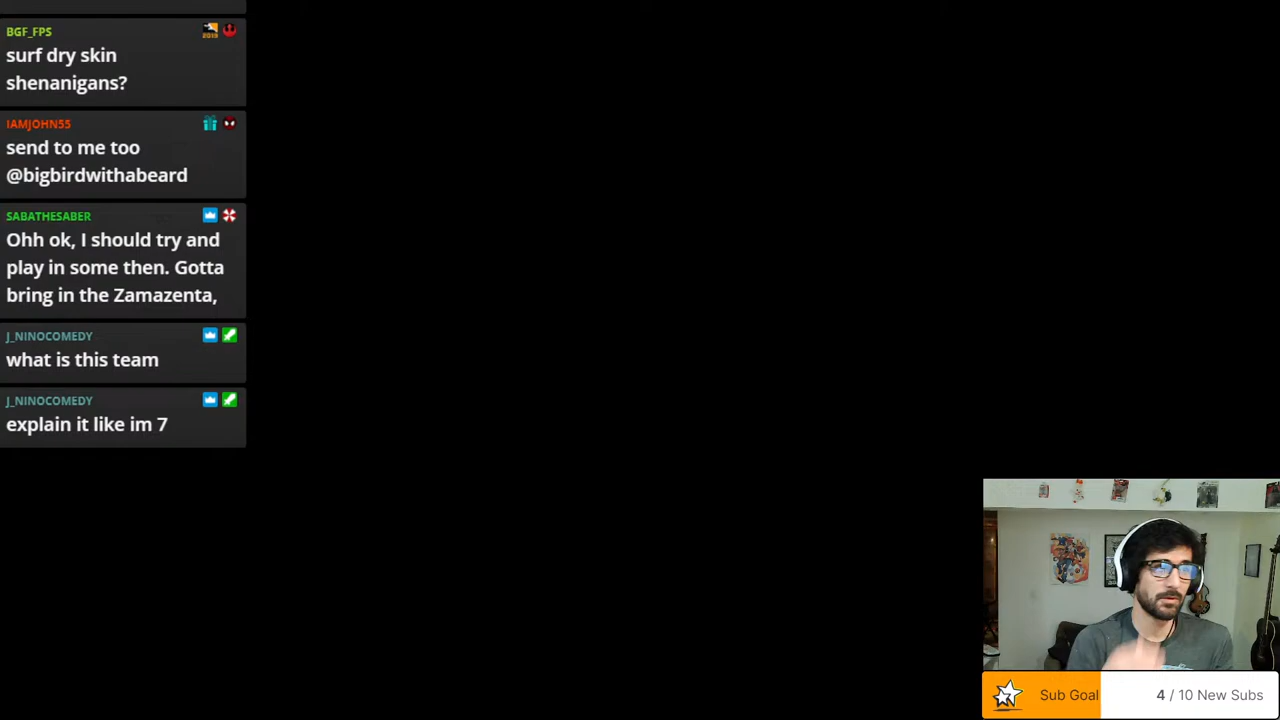 BGF_FPS
surf dry skin
shenanigans?
IAMJOHN55
send to me too
@bigbirdwithabeard
SABATHESABER
Ohh ok, I should try and
play in some then. Gotta
bring in the Zamazenta,
J_NINOCOMEDY
what is this team
J_NINOCOMEDY
explain it like im 7
Sub Goal
4 / 10 New Subs